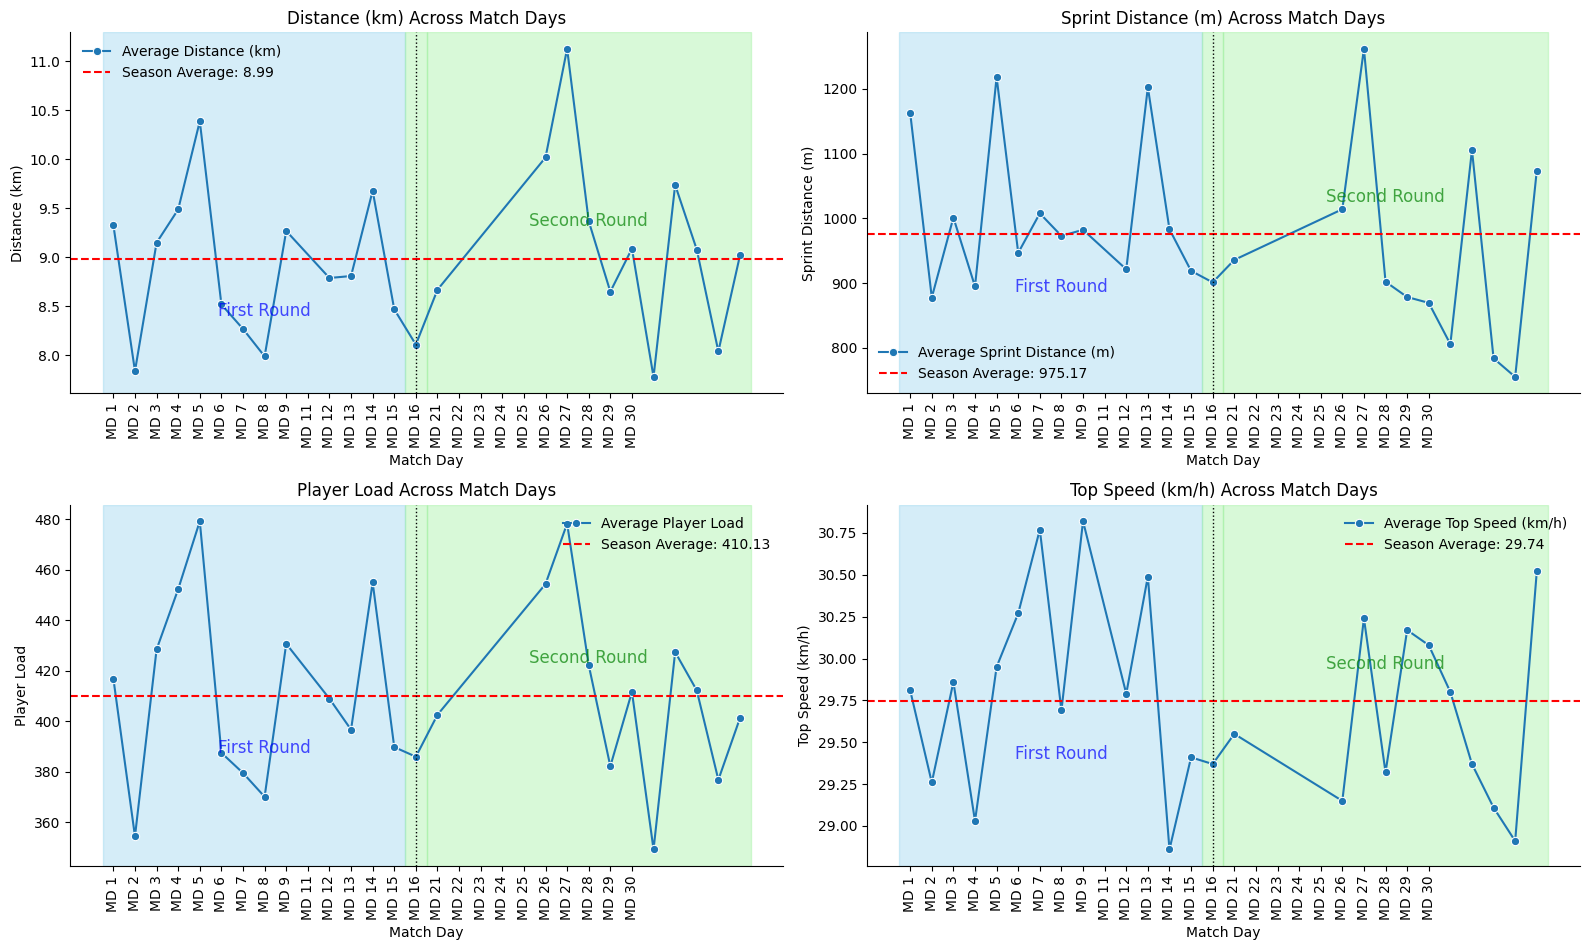 Distance (km) Across Match Days
Average Distance (km)
Season Average: 8.99
Distance (km)
11.0
10.5
10.0
9.5
9.0
8.5
8.0
First Round
Second Round
MD 1 MD 2 MD 3 MD 4 MD 5 MD 6 MD 7 MD 8 MD 9 MD 11 MD 12 MD 13 MD 14 MD 15 MD 16 MD 21 MD 22 MD 23 MD 24 MD 25 MD 26 MD 27 MD 28 MD 29 MD 30
Match Day
Sprint Distance (m) Across Match Days
Sprint Distance (m)
1200
1100
1000
900
800
Second Round
First Round
Average Sprint Distance (m)
Season Average: 975.17
MD 1 MD 2 MD 3 MD 4 MD 5 MD 6 MD 7 MD 8 MD 9 MD 11 MD 12 MD 13 MD 14 MD 15 MD 16 MD 21 MD 22 MD 23 MD 24 MD 25 MD 26 MD 27 MD 28 MD 29 MD 30
Match Day
Player Load Across Match Days
Average Player Load
Season Average: 410.13
Player Load
480
460
440
420
400
380
360
Second Round
First Round
MD 1 MD 2 MD 3 MD 4 MD 5 MD 6 MD 7 MD 8 MD 9 MD 11 MD 12 MD 13 MD 14 MD 15 MD 16 MD 21 MD 22 MD 23 MD 24 MD 25 MD 26 MD 27 MD 28 MD 29 MD 30
Match Day
Top Speed (km/h) Across Match Days
Average Top Speed (km/h)
Season Average: 29.74
Top Speed (km/h)
30.75
30.50
30.25
30.00
29.75
29.50
29.25
29.00
Second Round
First Round
MD 1 MD 2 MD 3 MD 4 MD 5 MD 6 MD 7 MD 8 MD 9 MD 11 MD 12 MD 13 MD 14 MD 15 MD 16 MD 21 MD 22 MD 23 MD 24 MD 25 MD 26 MD 27 MD 28 MD 29 MD 30
Match Day